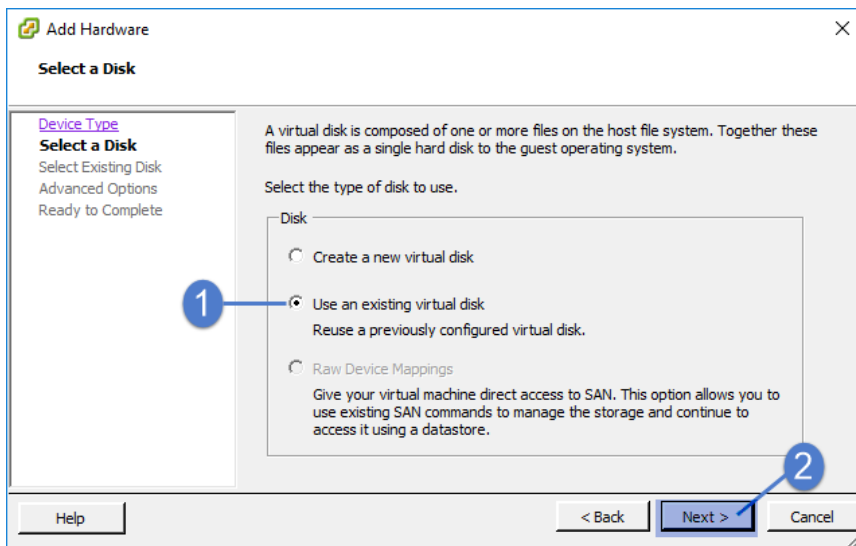 Add Hardware
Select a Disk
Device Type
Select a Disk
Select Existing Disk
Advanced Options
Ready to Complete
A virtual disk is composed of one or more files on the host file system. Together these
files appear as a single hard disk to the guest operating system.
Select the type of disk to use.
Disk
Create a new virtual disk
1
Use an existing virtual disk
Reuse a previously configured virtual disk.
Raw Device Mappings
Give your virtual machine direct access to SAN. This option allows you to
use existing SAN commands to manage the storage and continue to
access it using a datastore.
2
Help
< Back
Next >
Cancel